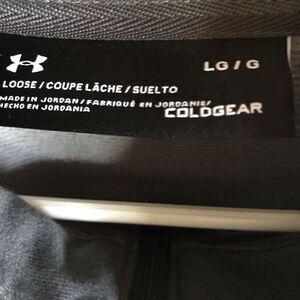 LG / G
LOOSE / COUPE LÂCHE / SUELTO
MADE IN JORDAN / FABRIQUÉ EN JORDANIE/
HECHO EN JORDANIA
COLDGEAR